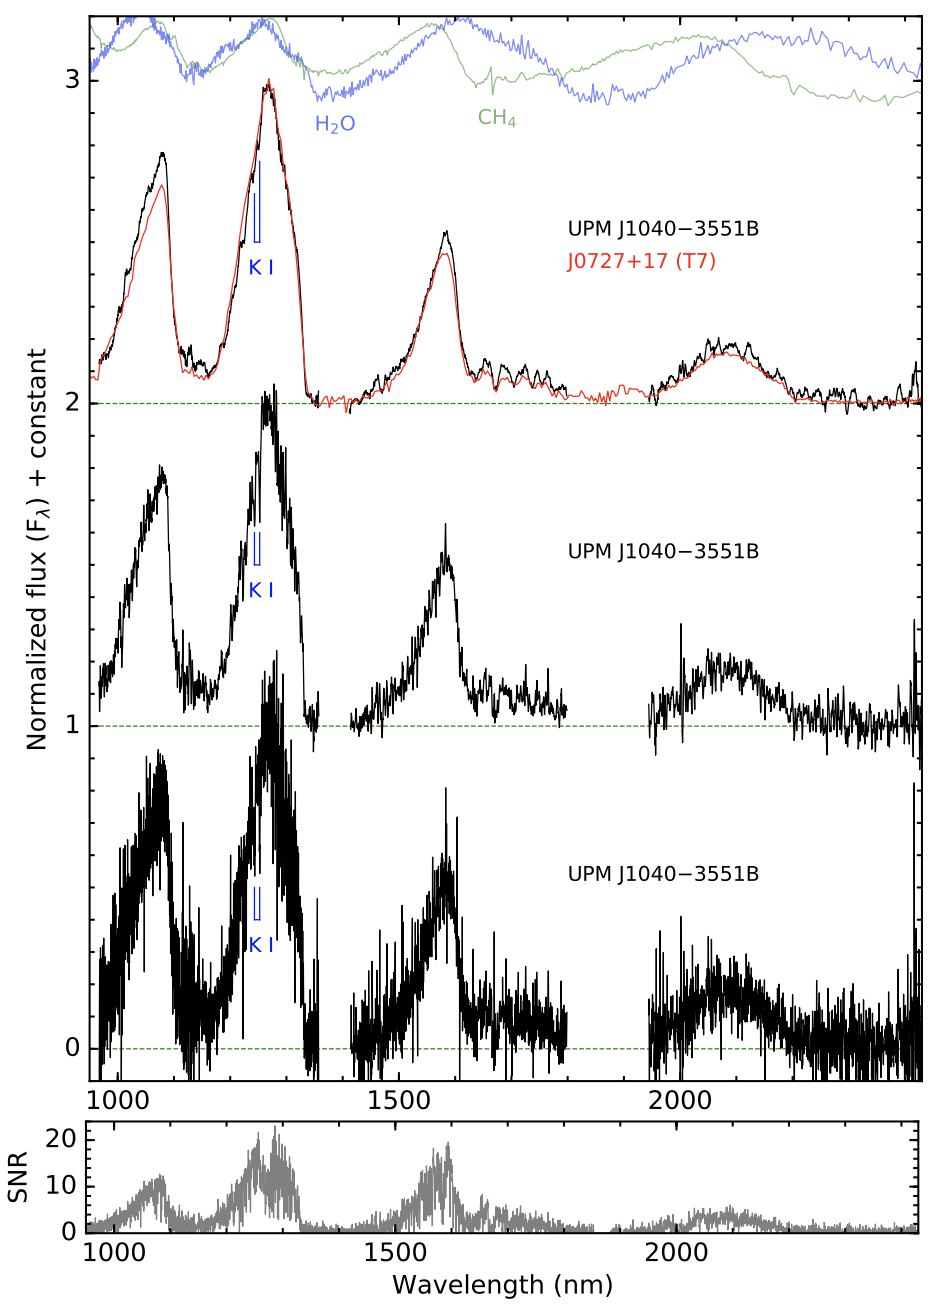 3
H₂O
CH₄
UPM J1040−3551B
J0727+17 (T7)
K I
2
UPM J1040−3551B
K I
1
UPM J1040−3551B
K I
0
Normalized flux (Fλ) + constant
1000 1500 2000
20
10
0
SNR
1000 1500 2000
Wavelength (nm)